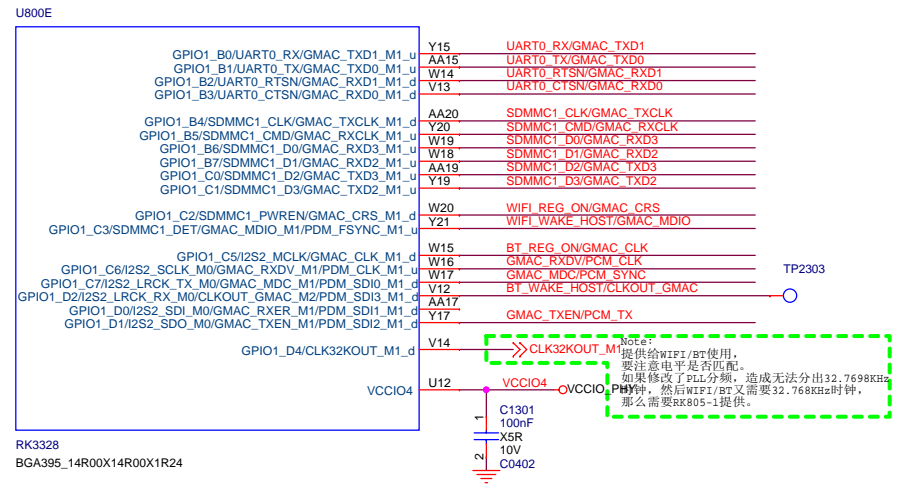 U800E
GPIO1_B0/UART0_RX/GMAC_TXD1_M1_u Y15 UART0_RX/GMAC_TXD1
GPIO1_B1/UART0_TX/GMAC_TXD0_M1_u AA15 UART0_TX/GMAC_TXD0
GPIO1_B2/UART0_RTSN/GMAC_RXD1_M1_d W14 UART0_RTSN/GMAC_RXD1
GPIO1_B3/UART0_CTSN/GMAC_RXD0_M1_d V13 UART0_CTSN/GMAC_RXD0
GPIO1_B4/SDMMC1_CLK/GMAC_TXCLK_M1_d AA20 SDMMC1_CLK/GMAC_TXCLK
GPIO1_B5/SDMMC1_CMD/GMAC_RXCLK_M1_u Y20 SDMMC1_CMD/GMAC_RXCLK
GPIO1_B6/SDMMC1_D0/GMAC_RXD3_M1_u W19 SDMMC1_D0/GMAC_RXD3
GPIO1_B7/SDMMC1_D1/GMAC_RXD2_M1_u W18 SDMMC1_D1/GMAC_RXD2
GPIO1_C0/SDMMC1_D2/GMAC_TXD3_M1_u AA19 SDMMC1_D2/GMAC_TXD3
GPIO1_C1/SDMMC1_D3/GMAC_TXD2_M1_u Y19 SDMMC1_D3/GMAC_TXD2
GPIO1_C2/SDMMC1_PWREN/GMAC_CRS_M1_d W20 WIFI_REG_ON/GMAC_CRS
GPIO1_C3/SDMMC1_DET/GMAC_MDIO_M1/PDM_FSYNC_M1_u Y21 WIFI_WAKE_HOST/GMAC_MDIO
GPIO1_C5/I2S2_MCLK/GMAC_CLK_M1_d W15 BT_REG_ON/GMAC_CLK
GPIO1_C6/I2S2_SCLK_M0/GMAC_RXDV_M1/PDM_CLK_M1_u W16 GMAC_RXDV/PCM_CLK
GPIO1_C7/I2S2_LRCK_TX_M0/GMAC_MDC_M1/PDM_SDI0_M1_d W17 GMAC_MDC/PCM_SYNC
GPIO1_D2/I2S2_LRCK_RX_M0/CLKOUT_GMAC_M2/PDM_SDI3_M1_d V12 BT_WAKE_HOST/CLKOUT_GMAC TP2303
GPIO1_D0/I2S2_SDI_M0/GMAC_RXER_M1/PDM_SDI1_M1_d AA17
GPIO1_D1/I2S2_SDO_M0/GMAC_TXEN_M1/PDM_SDI2_M1_d Y17 GMAC_TXEN/PCM_TX
GPIO1_D4/CLK32KOUT_M1_d V14 CLK32KOUT_M1
Note:
提供给WIFI/BT使用，
要注意电平是否匹配。
如果修改了PLL分频，造成无法分出32.7698KHz
时钟，然后WIFI/BT又需要32.768KHz时钟，
那么需要RK805-1提供。
VCCIO4 U12 VCCIO4 VCCIO_PHY
1
C1301
100nF
X5R
10V
2
C0402
RK3328
BGA395_14R00X14R00X1R24